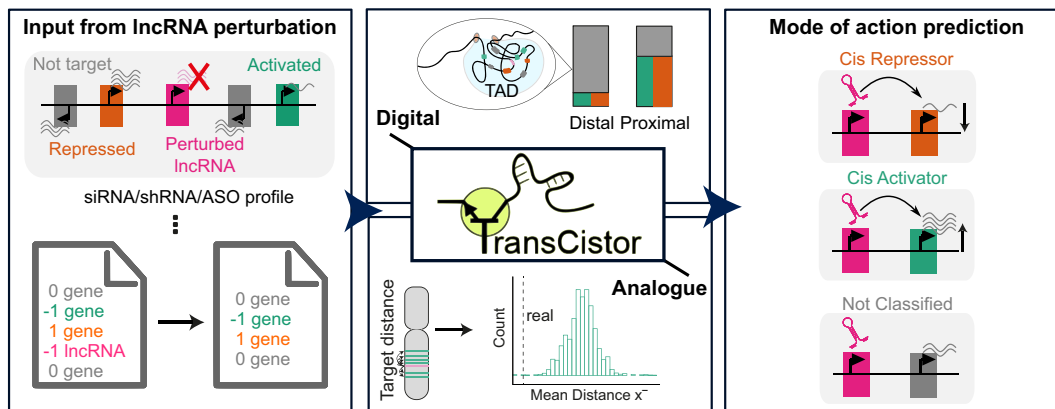 Input from lncRNA perturbation
Not target
Activated
Repressed
Perturbed
lncRNA
siRNA/shRNA/ASO profile
0 gene
-1 gene
1 gene
-1 lncRNA
0 gene
0 gene
-1 gene
1 gene
0 gene
TAD
Distal Proximal
Digital
TransCistor
Analogue
Target distance
Count
real
Mean Distance x¯
Mode of action prediction
Cis Repressor
Cis Activator
Not Classified